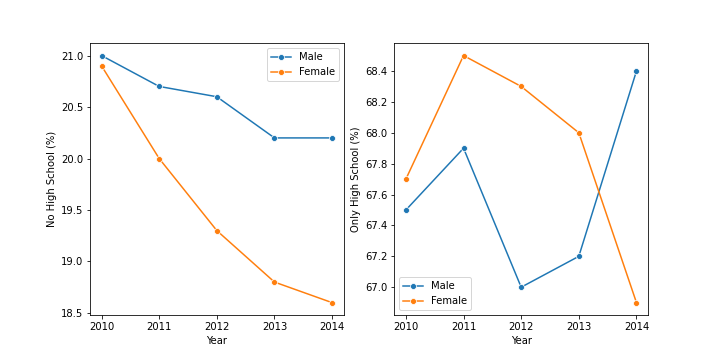 No High School (%)
21.0
20.5
20.0
19.5
19.0
18.5
2010 2011 2012 2013 2014
Year
Male
Female
Only High School (%)
68.4
68.2
68.0
67.8
67.6
67.4
67.2
67.0
2010 2011 2012 2013 2014
Year
Male
Female